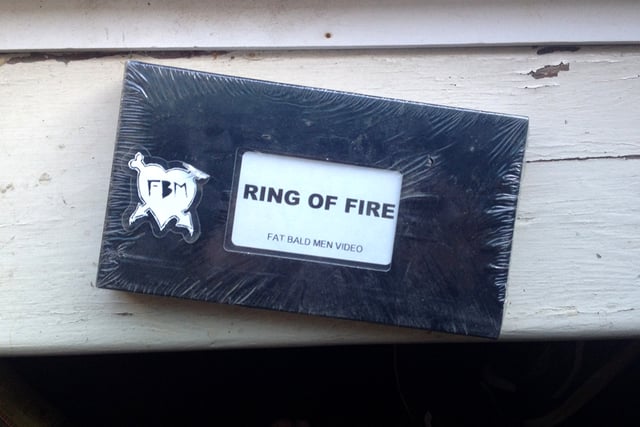 FBM
RING OF FIRE
FAT BALD MEN VIDEO